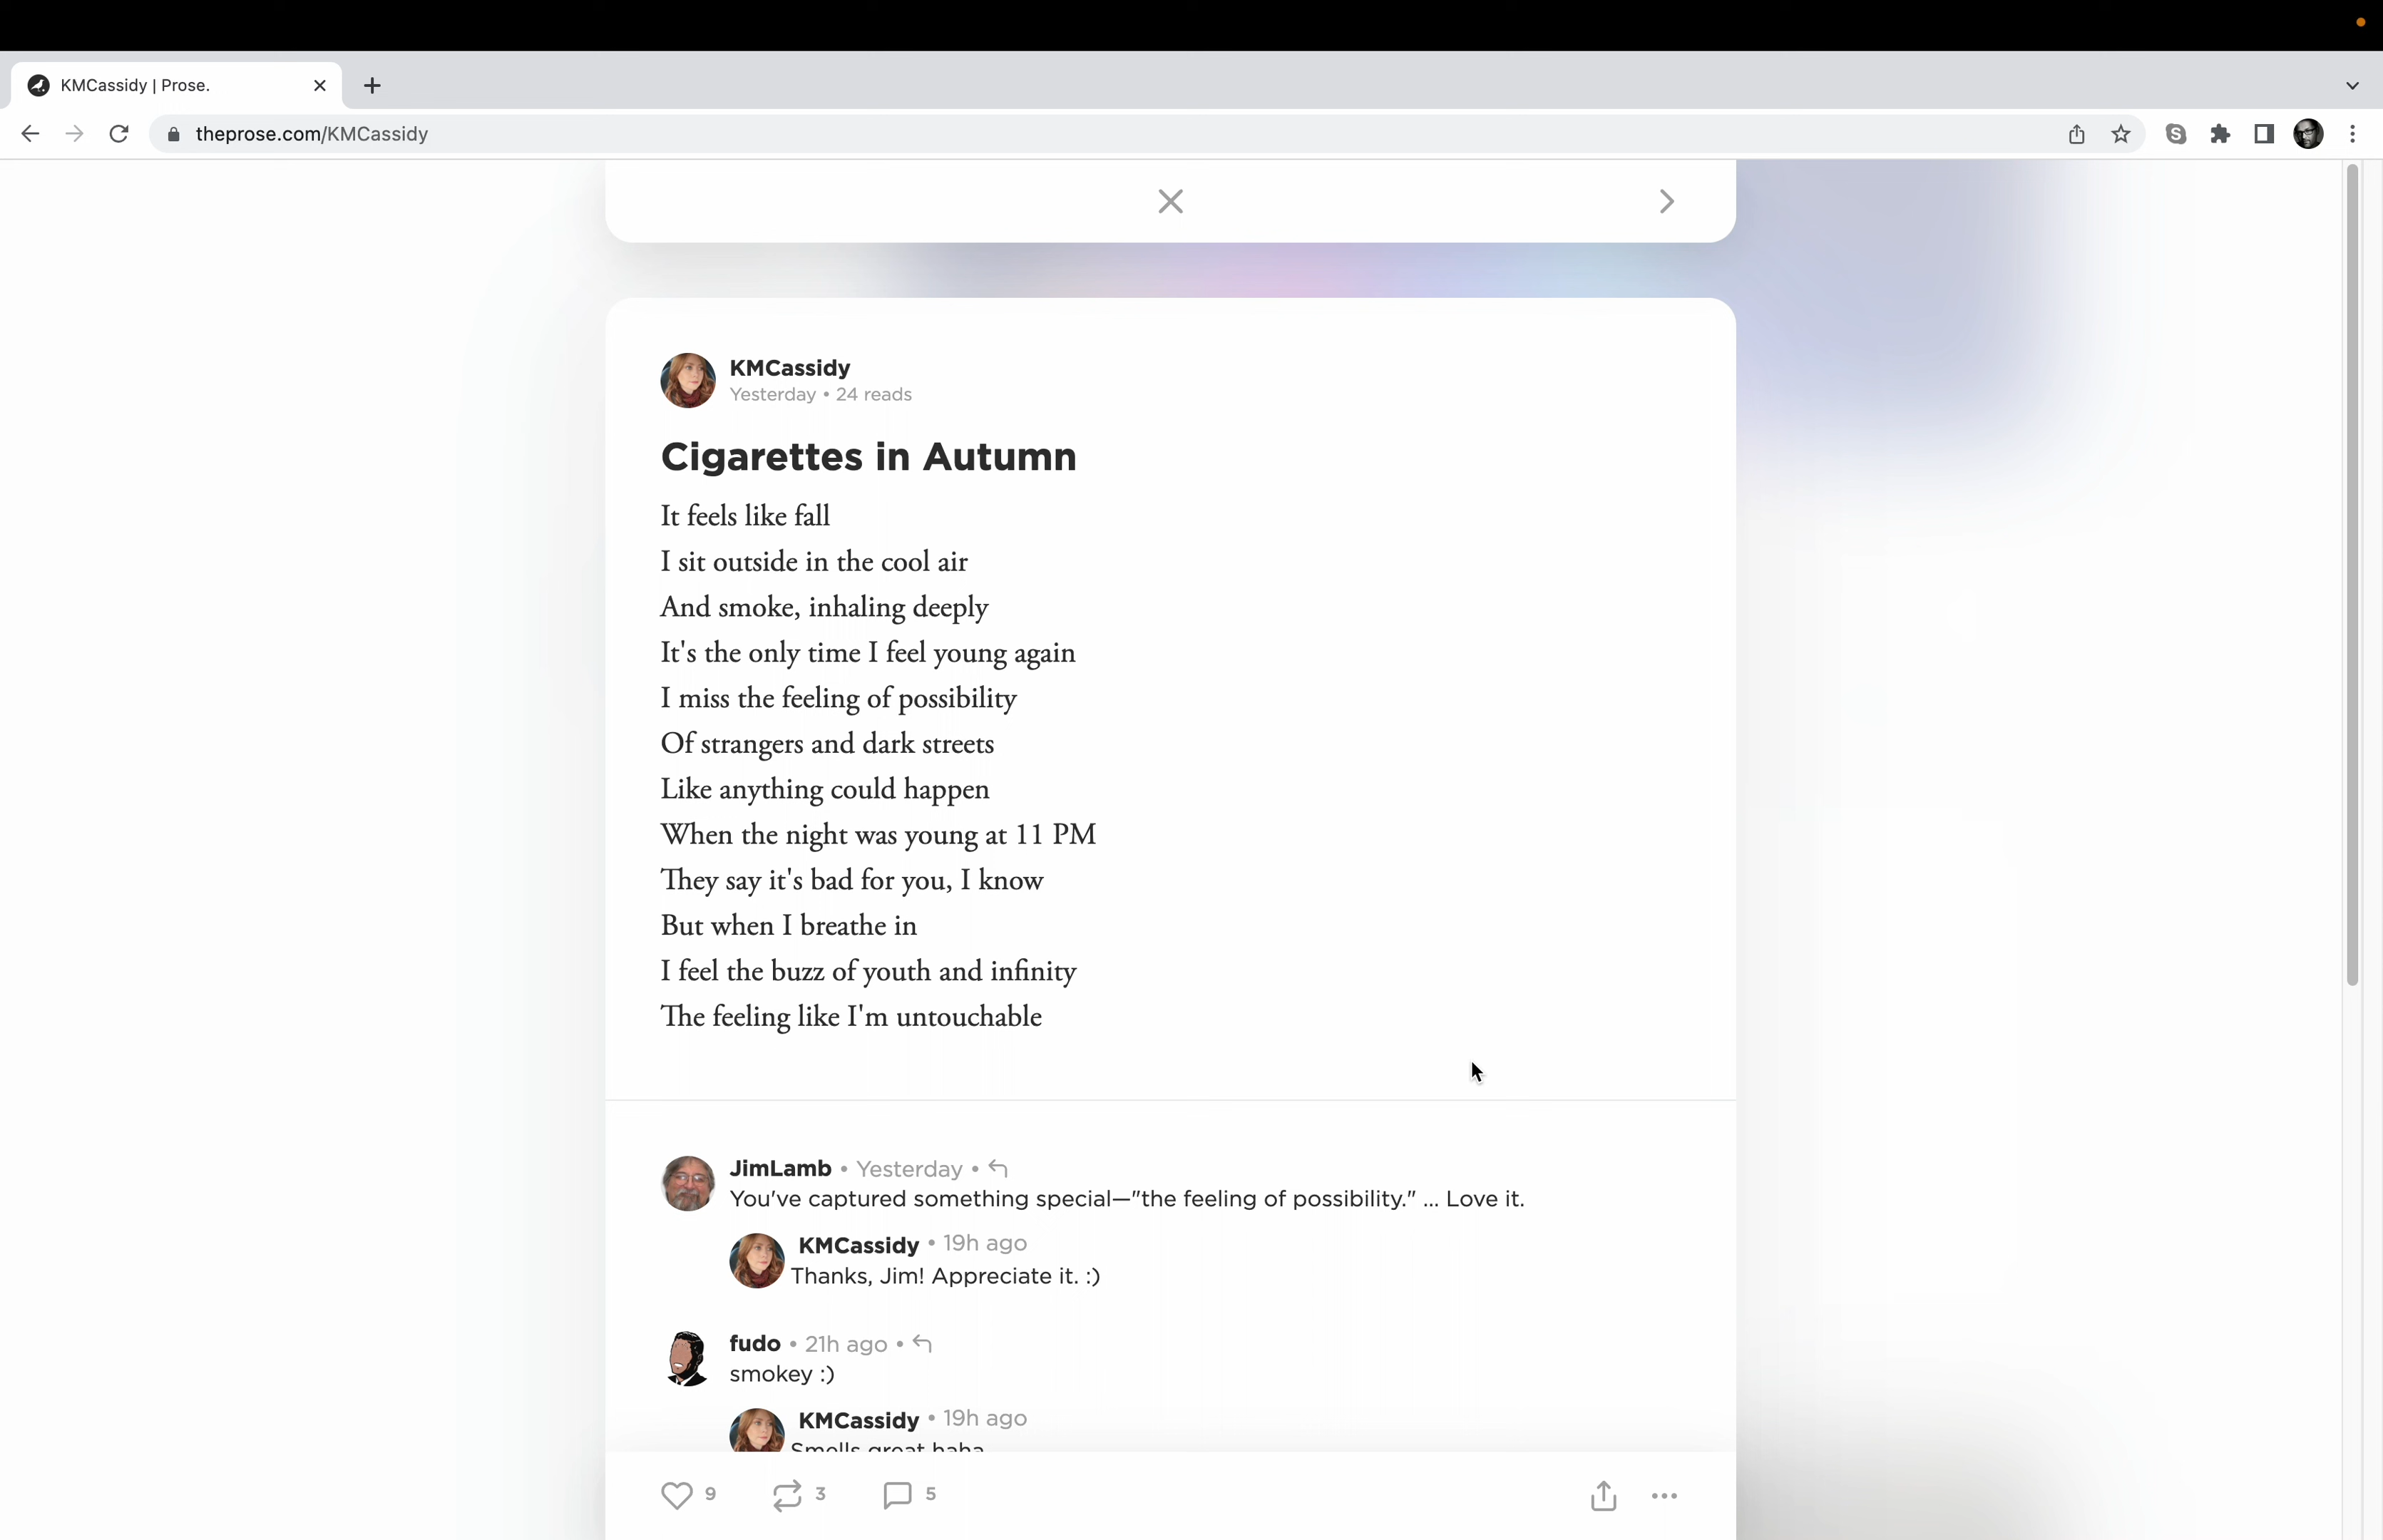 KMCassidy | Prose.
theprose.com/KMCassidy
KMCassidy
Yesterday • 24 reads
Cigarettes in Autumn
It feels like fall
I sit outside in the cool air
And smoke, inhaling deeply
It's the only time I feel young again
I miss the feeling of possibility
Of strangers and dark streets
Like anything could happen
When the night was young at 11 PM
They say it's bad for you, I know
But when I breathe in
I feel the buzz of youth and infinity
The feeling like I'm untouchable
JimLamb • Yesterday •
You've captured something special—"the feeling of possibility." ... Love it.
KMCassidy • 19h ago
Thanks, Jim! Appreciate it. :)
fudo • 21h ago •
smokey :)
KMCassidy • 19h ago
Smells great haha
9 3 5